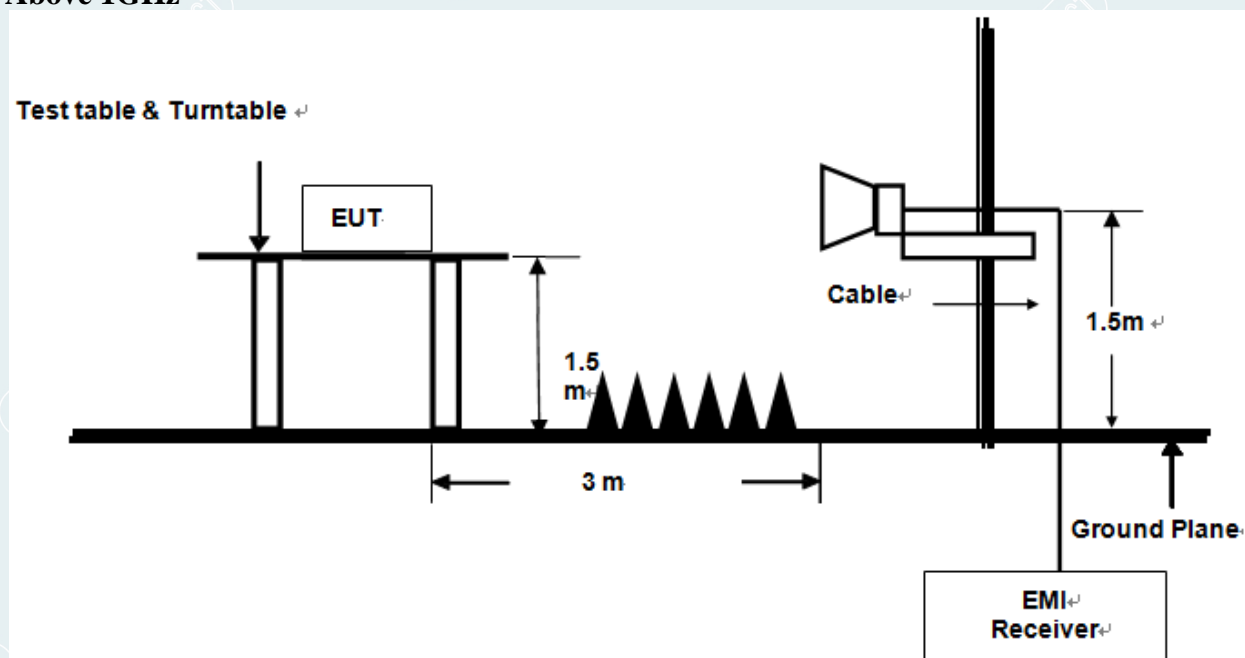 Above 1GHz
Test table & Turntable
EUT
Cable
1.5m
1.5
m
3 m
Ground Plane
EMI
Receiver